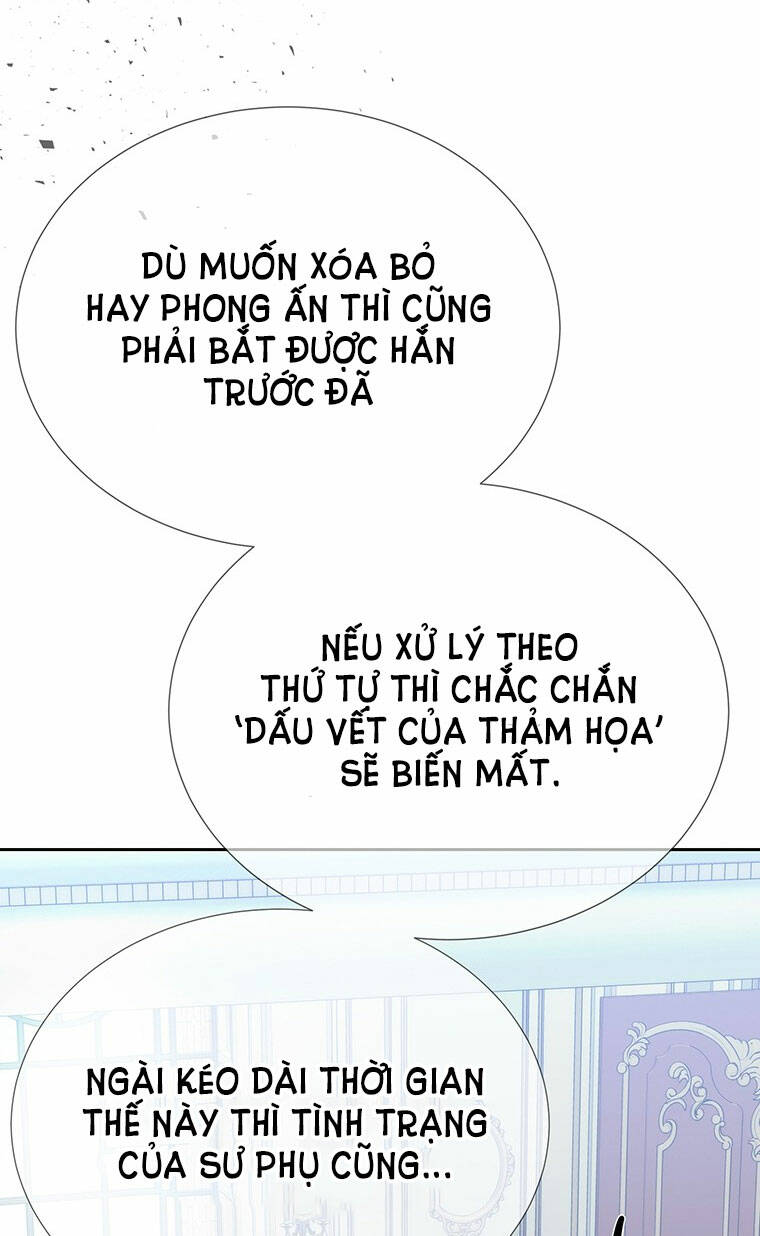 DÙ MUỐN XÓA BỎ
HAY PHONG ẤN THÌ CŨNG
PHẢI BẮT ĐƯỢC HẮN
TRƯỚC ĐÃ
NẾU XỬ LÝ THEO
THỨ TỰ THÌ CHẮC CHẮN
‘DẤU VẾT CỦA THẢM HỌA’
SẼ BIẾN MẤT.
NGÀI KÉO DÀI THỜI GIAN
THẾ NÀY THÌ TÌNH TRẠNG
CỦA SƯ PHỤ CŨNG...